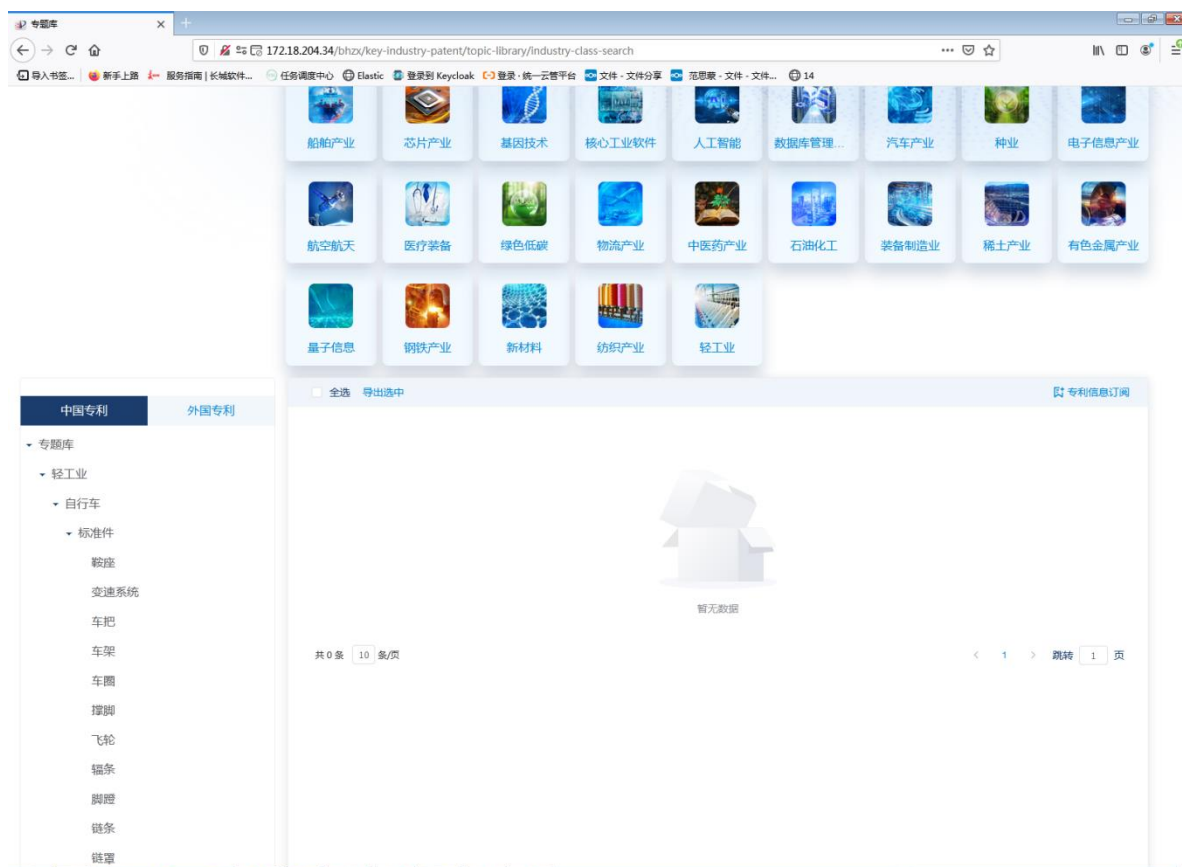 专题库
172.18.204.34/bhzx/key-industry-patent/topic-library/industry-class-search
导入书签... 新手上路 服务指南 | 长城软件... 任务调度中心 Elastic 登录到 Keycloak 登录 - 统一云管平台 文件 - 文件分享 范思蒙 - 文件 - 文件... 14
船舶产业 芯片产业 基因技术 核心工业软件 人工智能 数据库管理... 汽车产业 种业 电子信息产业
航空航天 医疗装备 绿色低碳 物流产业 中医药产业 石油化工 装备制造业 稀土产业 有色金属产业
量子信息 钢铁产业 新材料 纺织产业 轻工业
全选 导出选中 专利信息订阅
中国专利 外国专利
专题库
轻工业
自行车
标准件
鞍座
变速系统
车把
车架
车圈
撑脚
飞轮
辐条
脚蹬
链条
链罩
暂无数据
共 0 条 10 条/页 < 1 > 跳转 1 页